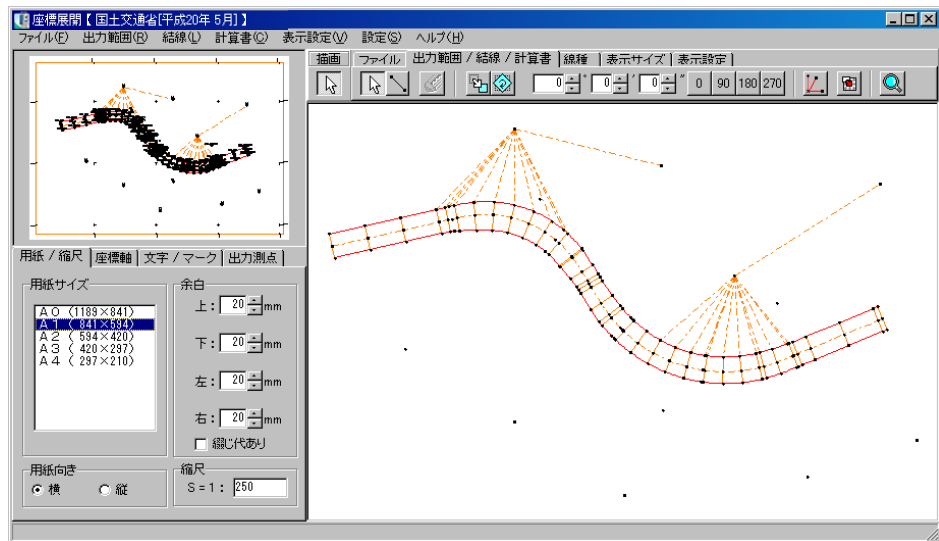 座標展開【 国土交通省[平成20年 5月] 】
ファイル(F) 出力範囲(R) 結線(L) 計算書(C) 表示設定(V) 設定(S) ヘルプ(H)
描画 ファイル 出力範囲 / 結線 / 計算書 線種 表示サイズ 表示設定
0 ° 0 ′ 0 ″ 0 90 180 270
用紙 / 縮尺 座標軸 文字 / マーク 出力測点
用紙サイズ
A0 (1189×841)
A1 ( 841×594)
A2 ( 594×420)
A3 ( 420×297)
A4 ( 297×210)
余白
上: 20 mm
下: 20 mm
左: 20 mm
右: 20 mm
綴じ代あり
用紙向き
横 縦
縮尺
S=1: 250